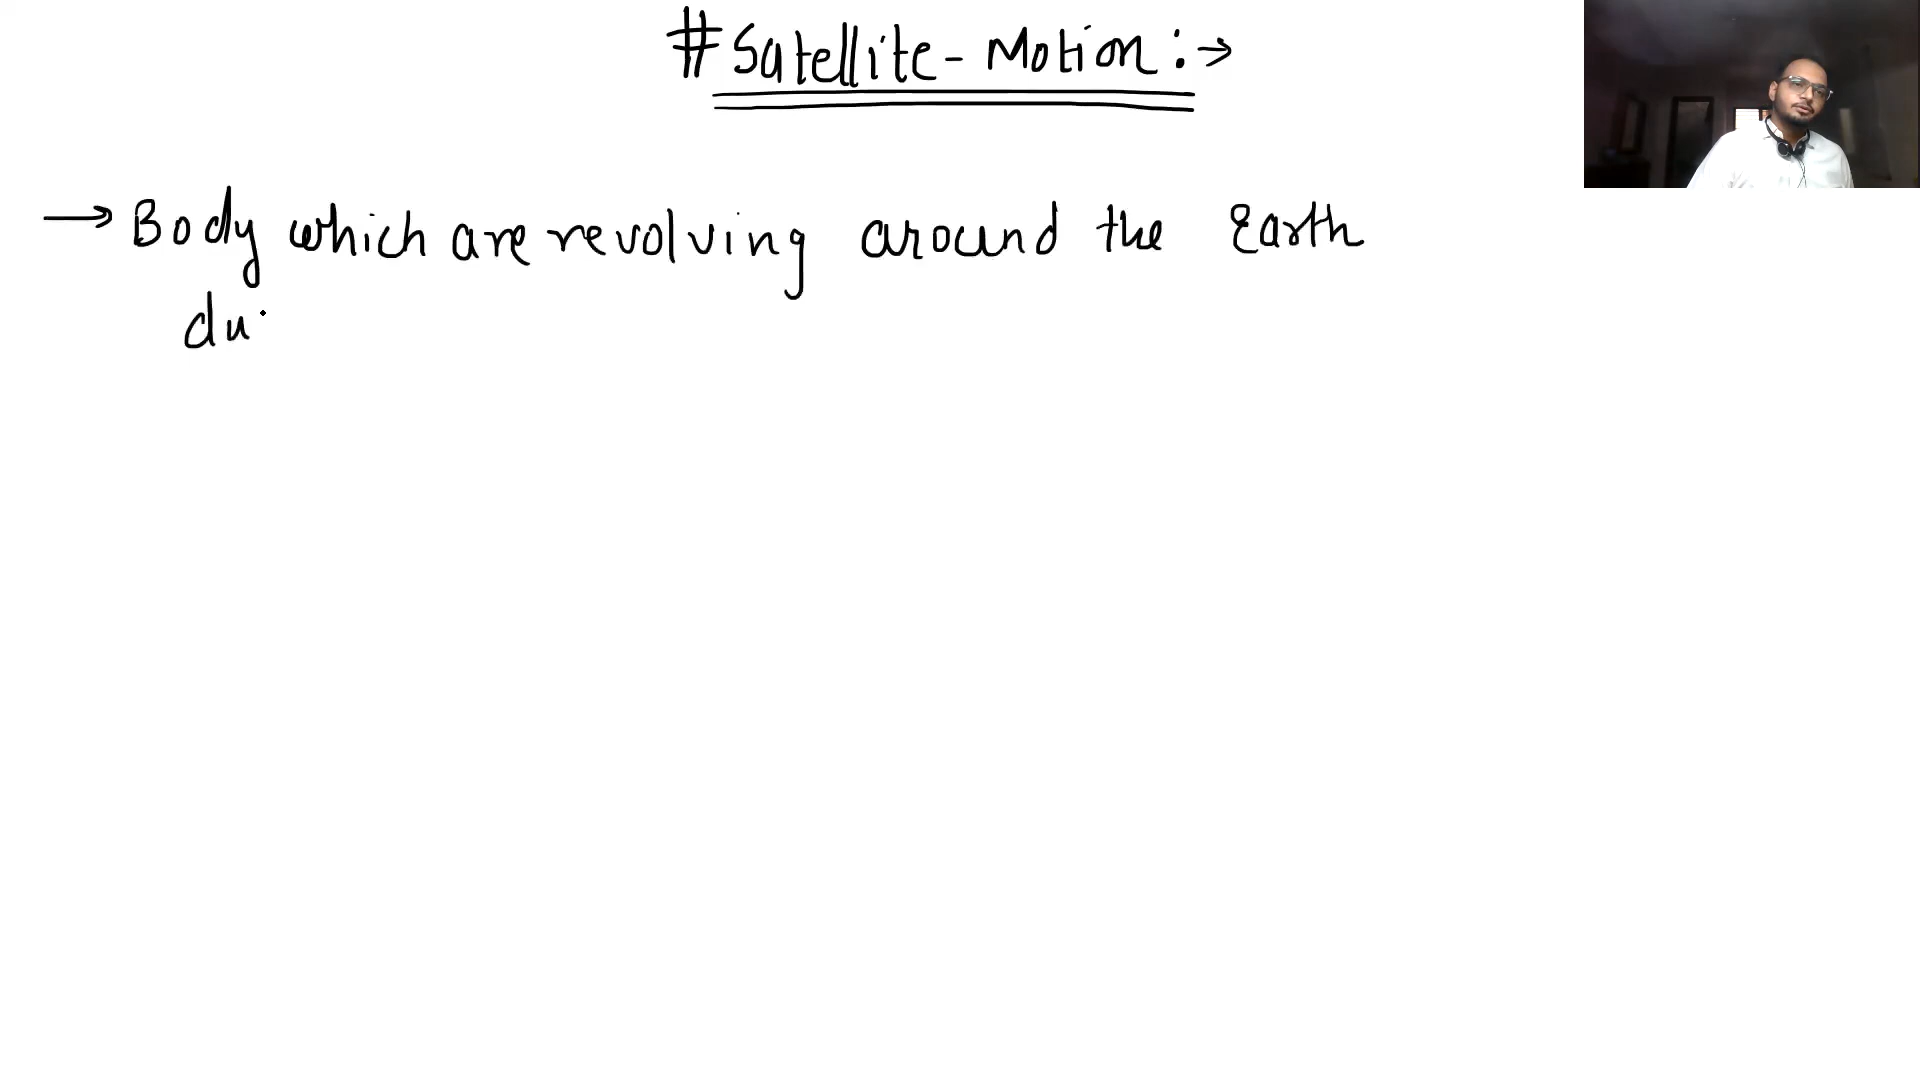 #Satellite-Motion:→
→Body which are revolving around the Earth
du